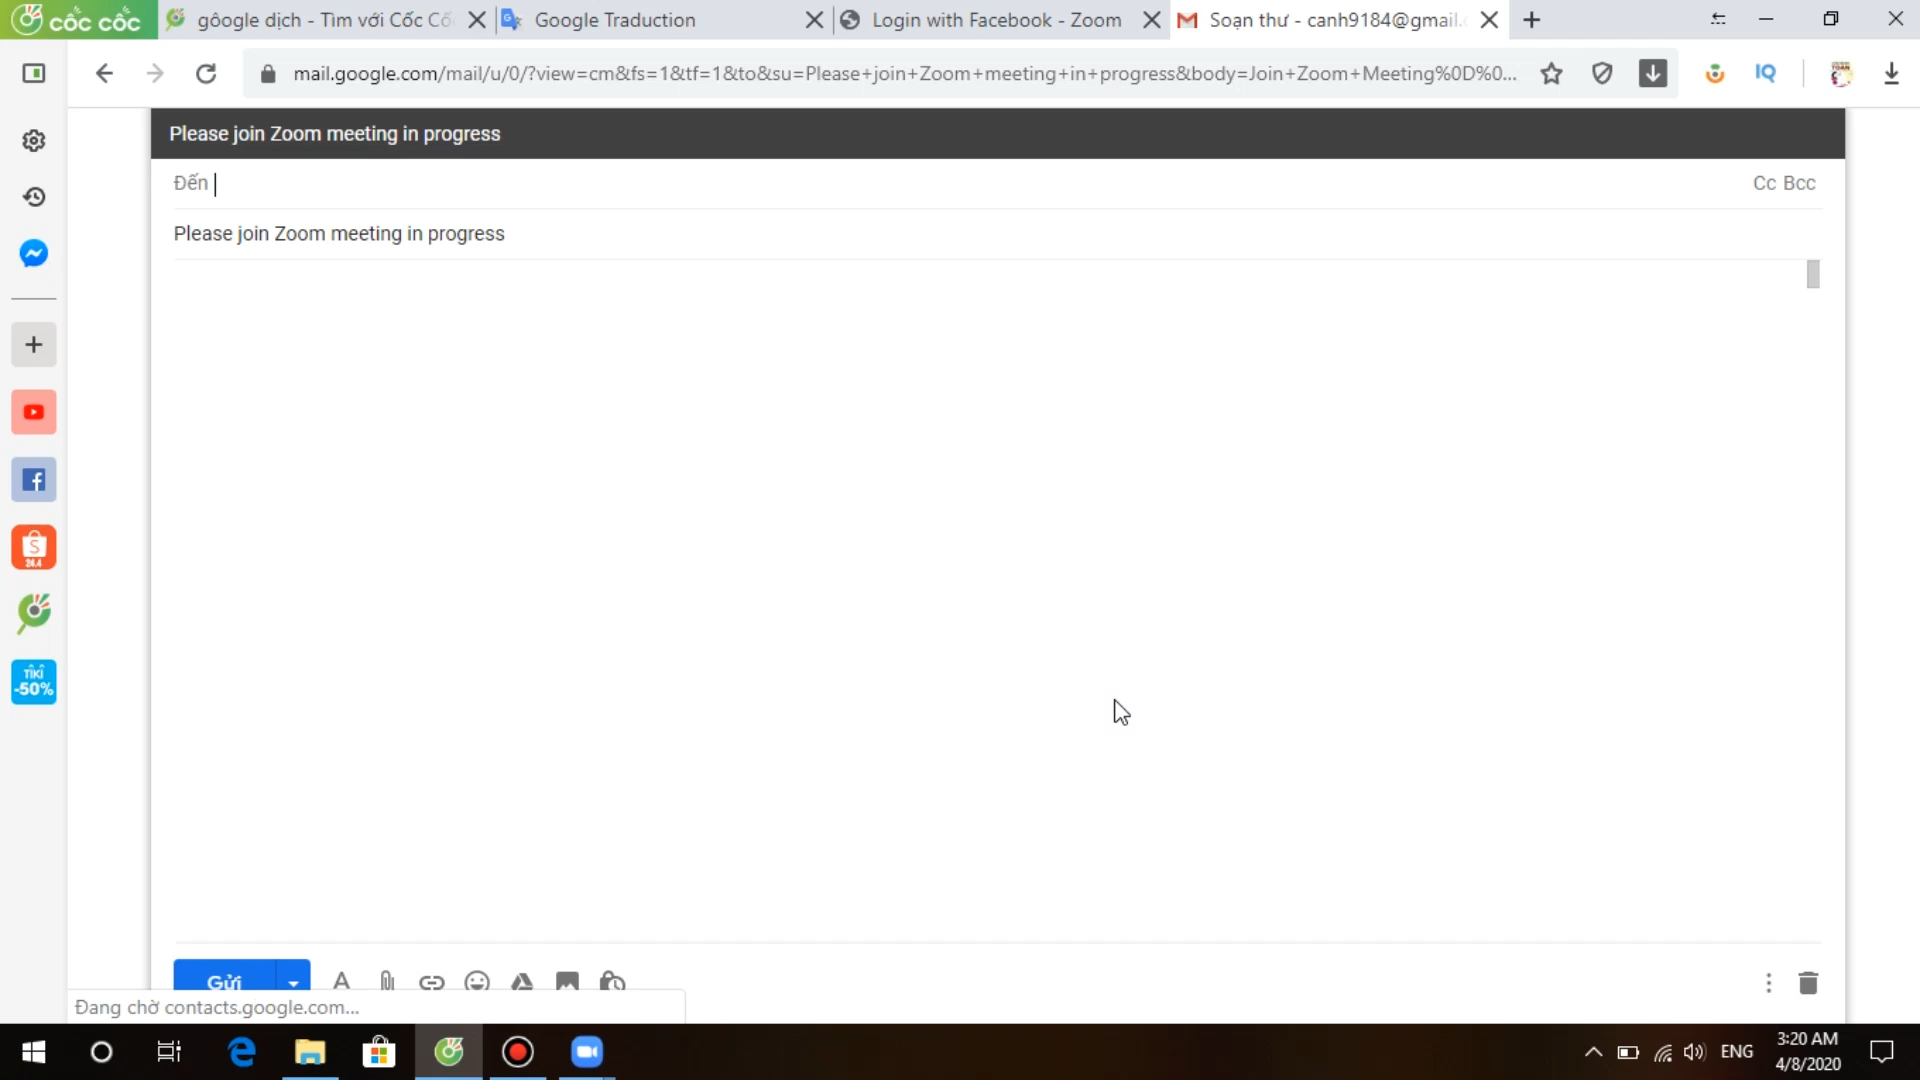 cốc cốc
gôogle dịch - Tìm với Cốc Cố
Google Traduction
Login with Facebook - Zoom
Soạn thư - canh9184@gmail.
mail.google.com/mail/u/0/?view=cm&fs=1&tf=1&to&su=Please+join+Zoom+meeting+in+progress&body=Join+Zoom+Meeting%0D%0...
IQ
Please join Zoom meeting in progress
Đến
Cc Bcc
Please join Zoom meeting in progress
24.4
TIKI
-50%
Gửi
Đang chờ contacts.google.com...
ENG
3:20 AM
4/8/2020